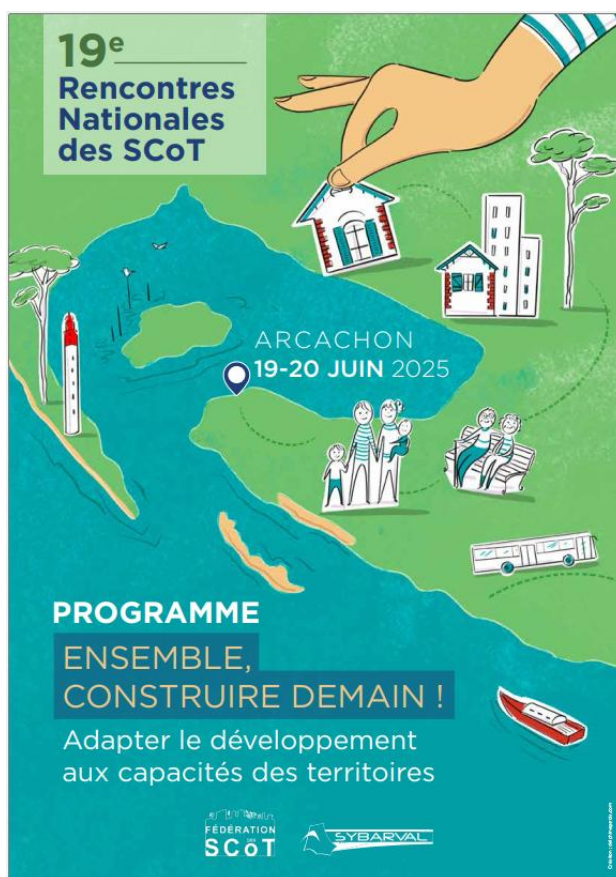 19e
Rencontres
Nationales
des SCoT
ARCACHON
19-20 JUIN 2025
PROGRAMME
ENSEMBLE,
CONSTRUIRE DEMAIN !
Adapter le développement
aux capacités des territoires
FÉDÉRATION
DES
SCoT
SYBARVAL